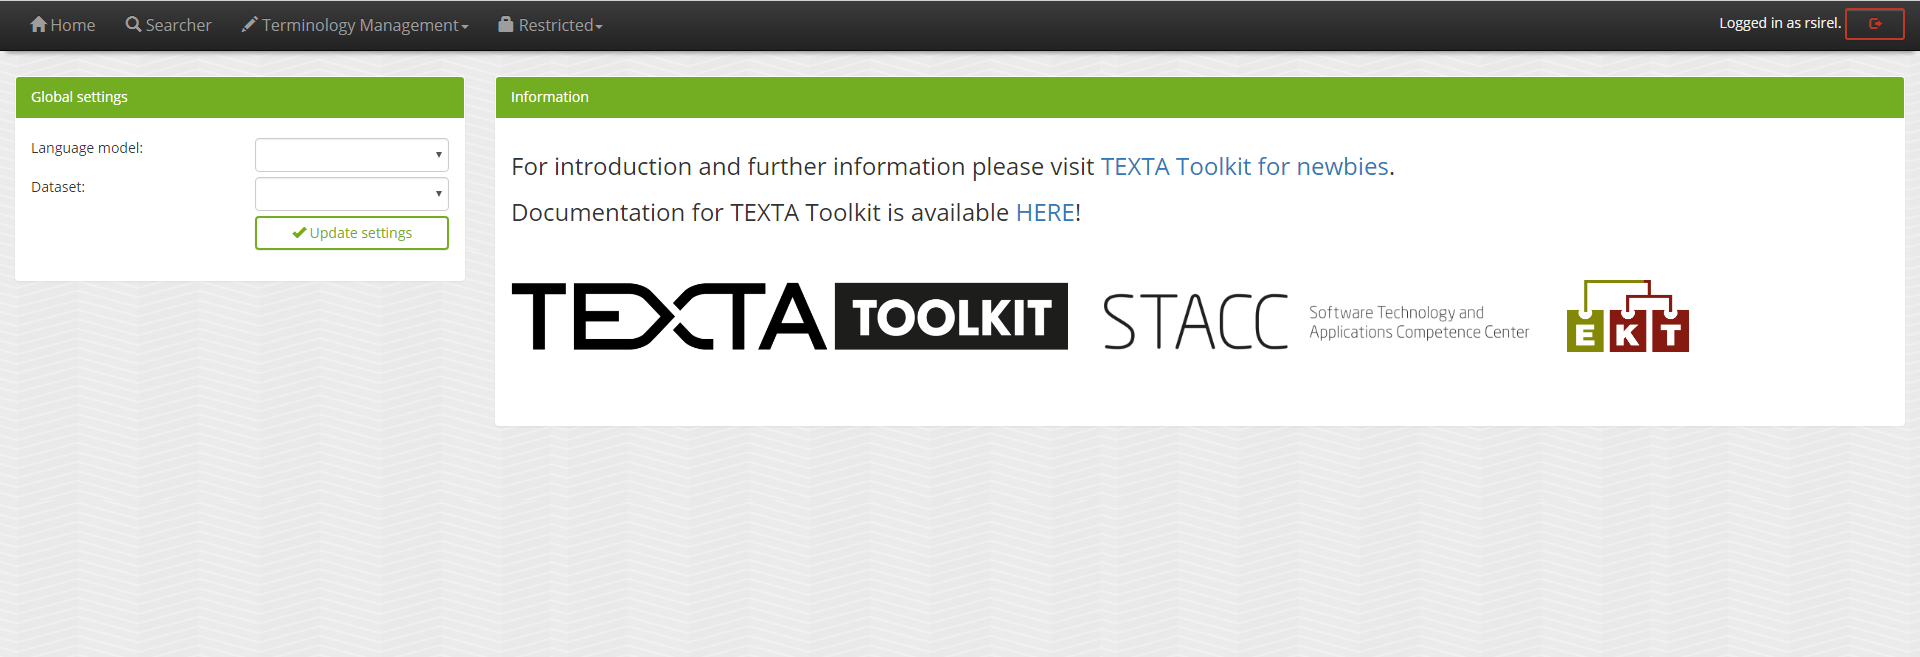 Home Searcher Terminology Management Restricted Logged in as rsirel.
Global settings
Language model:
Dataset:
Update settings
Information
For introduction and further information please visit TEXTA Toolkit for newbies.
Documentation for TEXTA Toolkit is available HERE!
TEXTA TOOLKIT
STACC
Software Technology and
Applications Competence Center
EKT